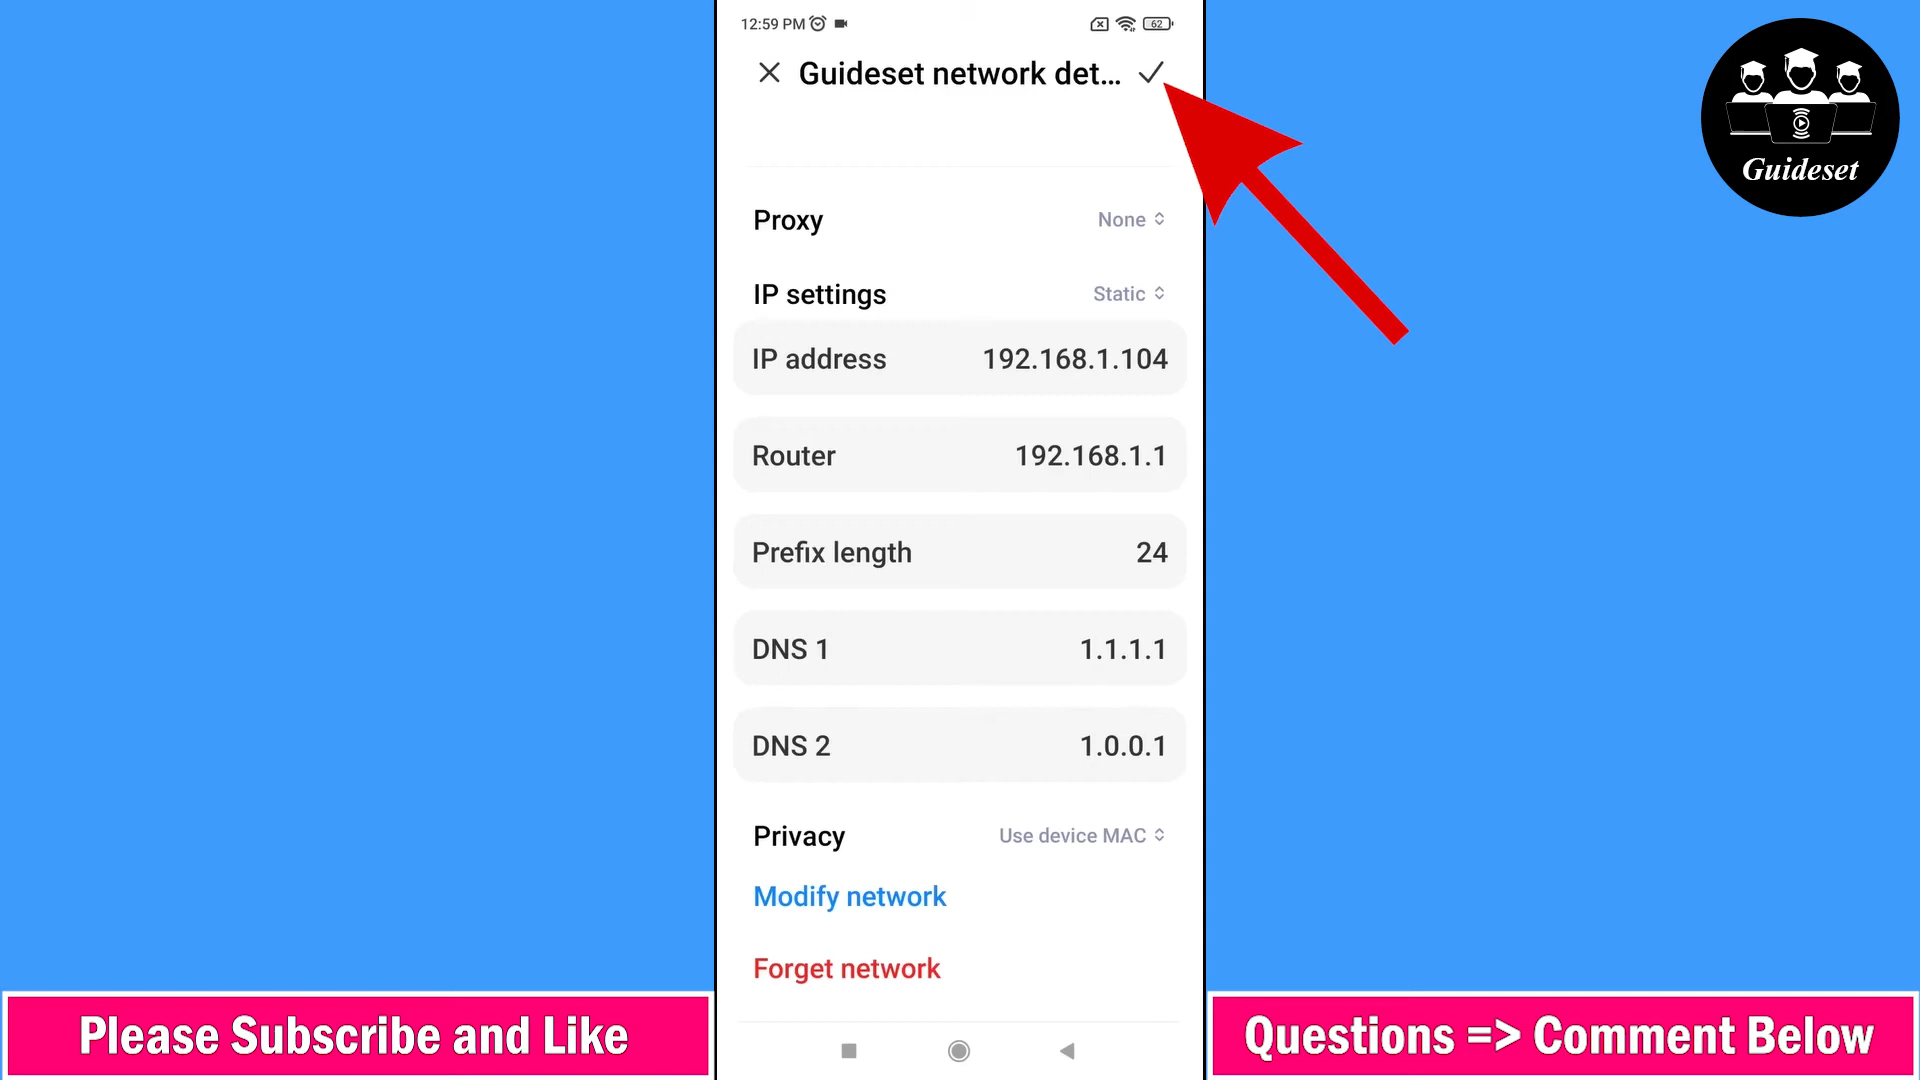 12:59 PM
62
Guideset network det...
Proxy
None
IP settings
Static
IP address
192.168.1.104
Router
192.168.1.1
Prefix length
24
DNS 1
1.1.1.1
DNS 2
1.0.0.1
Privacy
Use device MAC
Modify network
Forget network
Guideset
Please Subscribe and Like
Questions => Comment Below